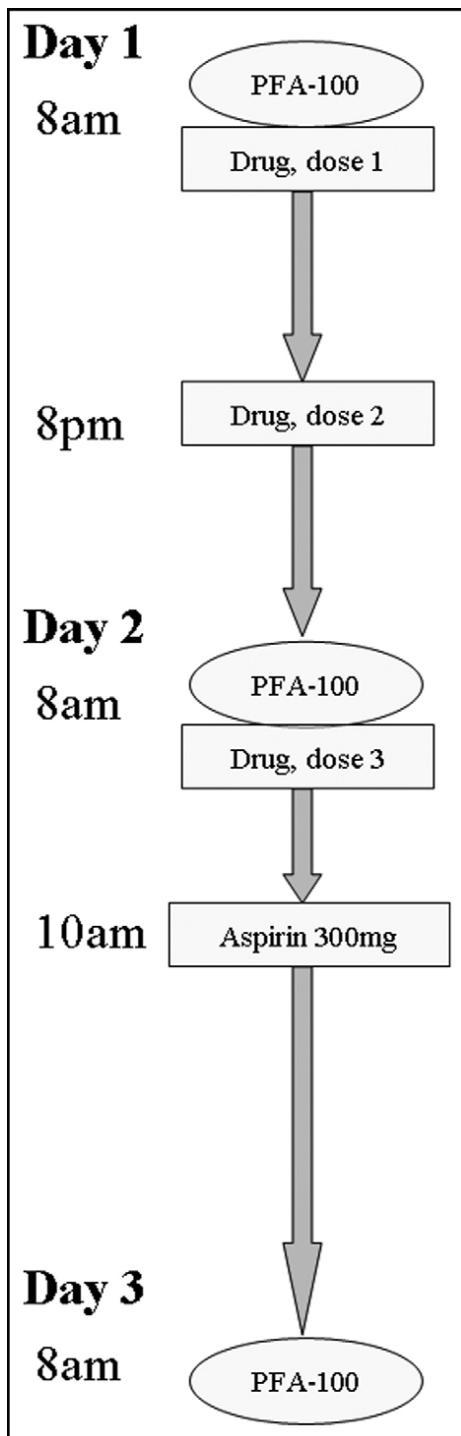 Day 1
8am
PFA-100
Drug, dose 1
8pm
Drug, dose 2
Day 2
8am
PFA-100
Drug, dose 3
10am
Aspirin 300mg
Day 3
8am
PFA-100